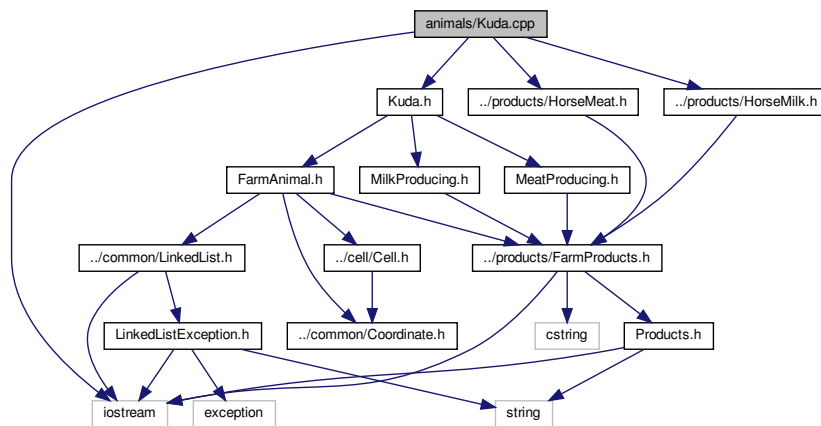 animals/Kuda.cpp
Kuda.h
../products/HorseMeat.h
../products/HorseMilk.h
FarmAnimal.h
MilkProducing.h
MeatProducing.h
../common/LinkedList.h
../cell/Cell.h
../products/FarmProducts.h
LinkedListException.h
../common/Coordinate.h
cstring
Products.h
iostream
exception
string